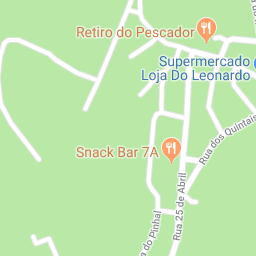 Retiro do Pescador
Supermercado
Loja Do Leonardo
Snack Bar 7A
Rua dos Quintais
Rua 25 de Abril
do Pinhal